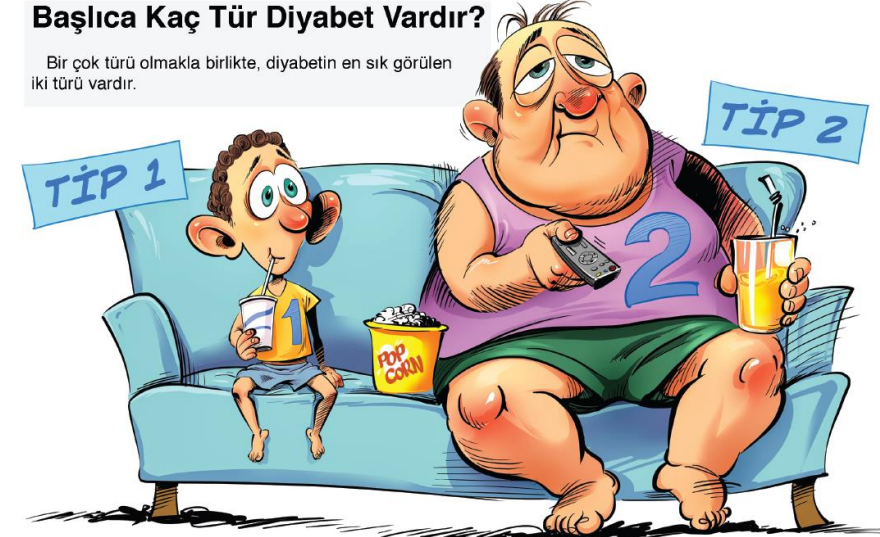 Başlıca Kaç Tür Diyabet Vardır?
Bir çok türü olmakla birlikte, diyabetin en sık görülen
iki türü vardır.
TİP 1
TİP 2
1
2
POP
CORN